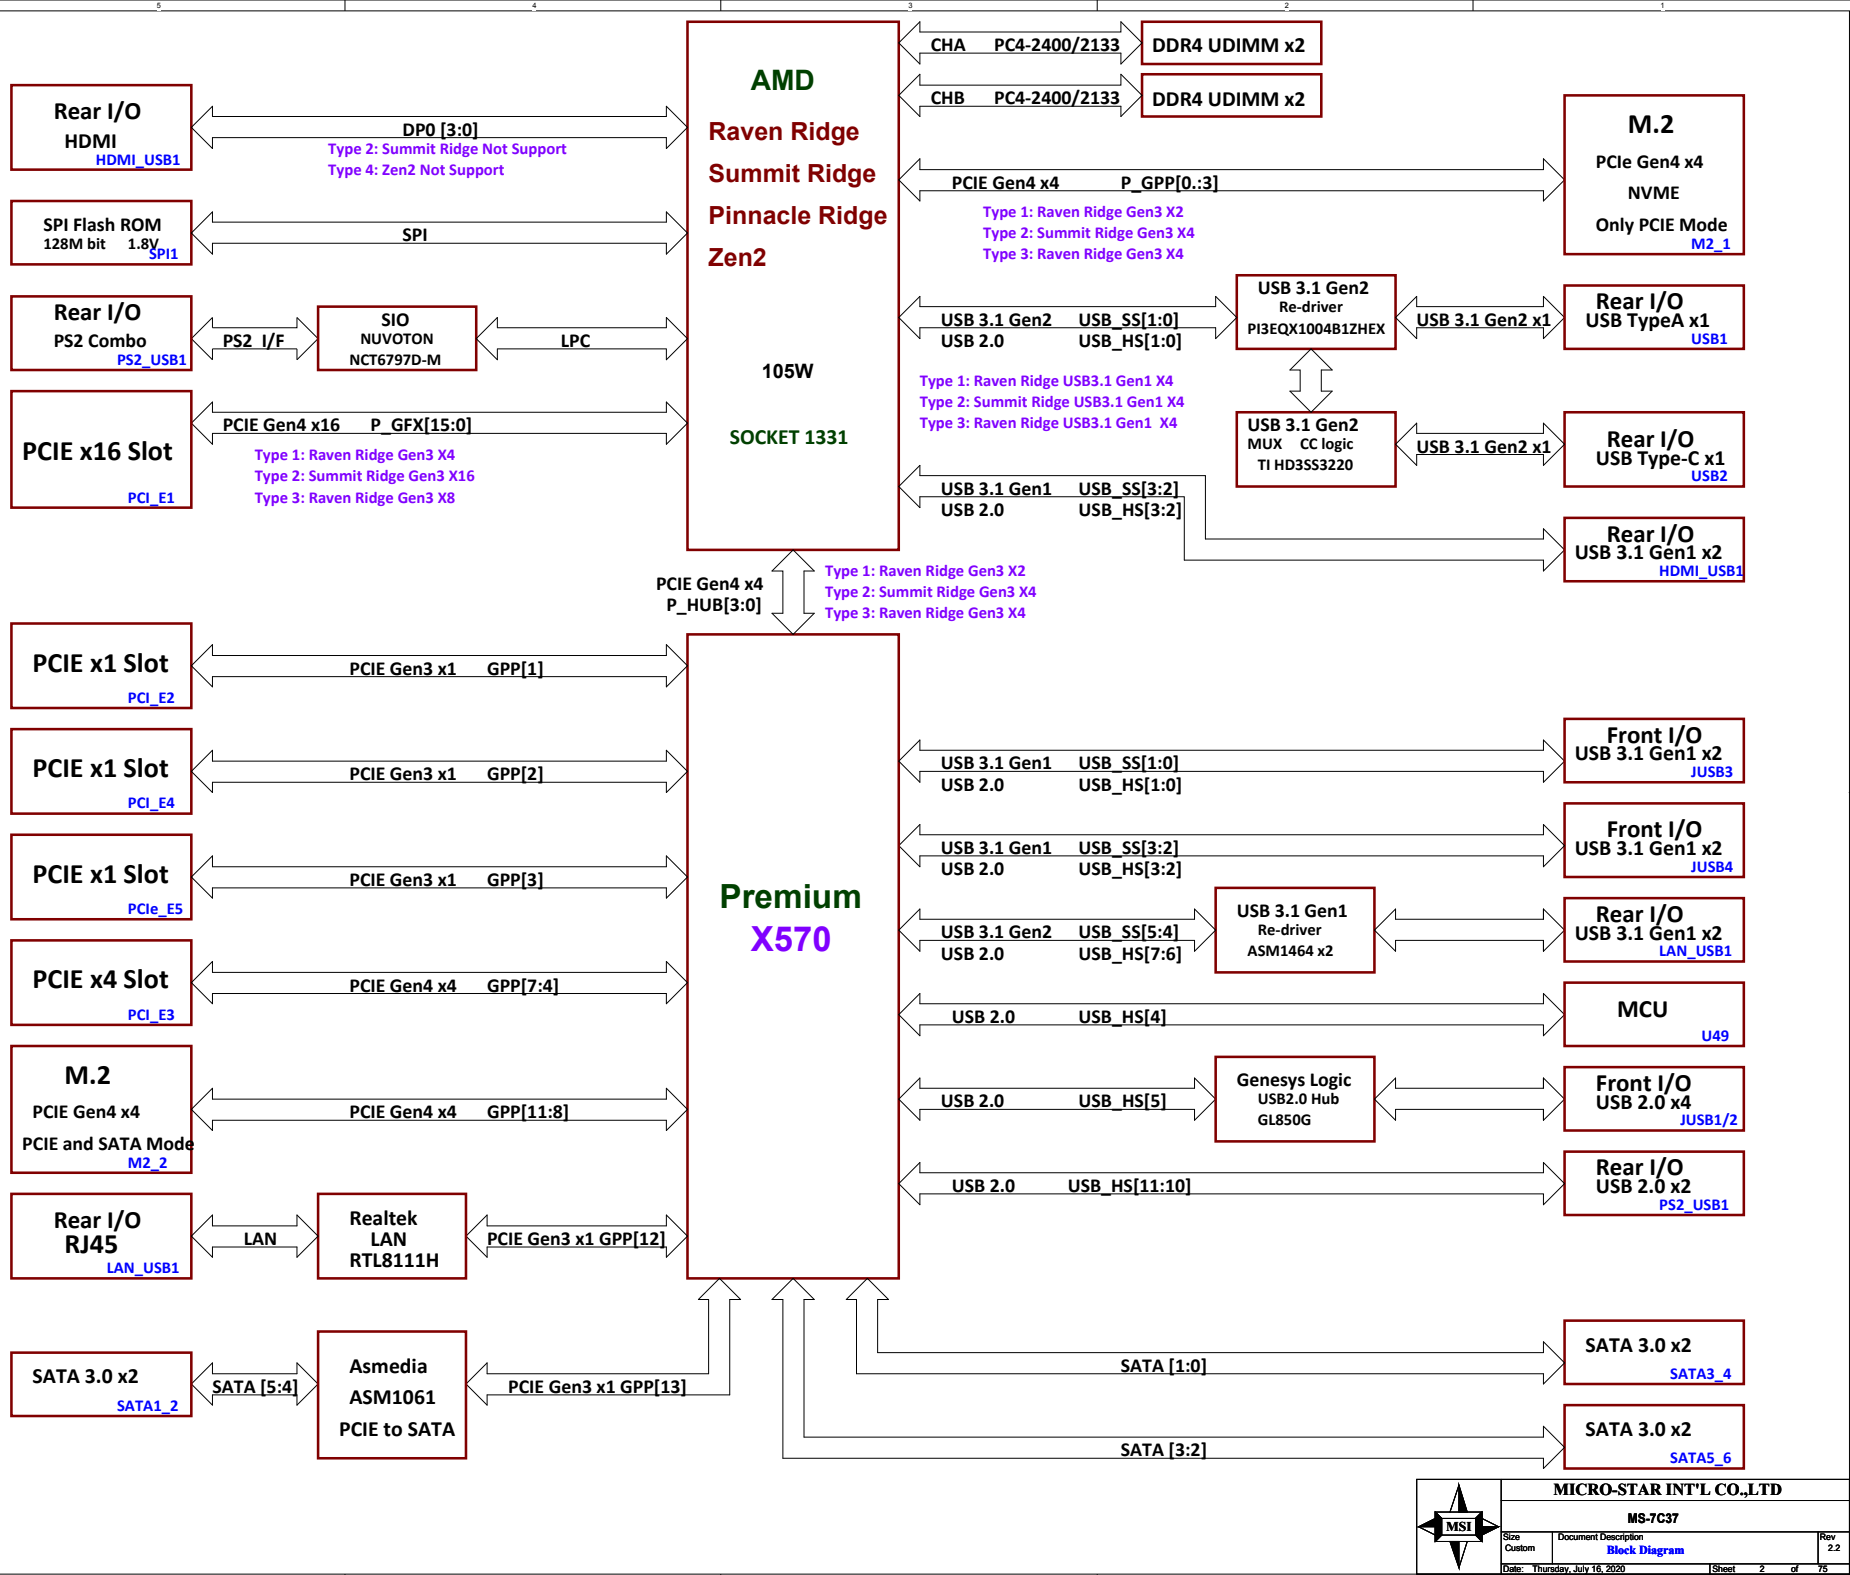 5 4 3 2 1
AMD
Raven Ridge
Summit Ridge
Pinnacle Ridge
Zen2
105W
SOCKET 1331
CHA PC4-2400/2133
DDR4 UDIMM x2
CHB PC4-2400/2133
DDR4 UDIMM x2
Rear I/O
HDMI
HDMI_USB1
DP0 [3:0]
Type 2: Summit Ridge Not Support
Type 4: Zen2 Not Support
SPI Flash ROM
128M bit 1.8V
SPI1
SPI
Rear I/O
PS2 Combo
PS2_USB1
PS2 I/F
SIO
NUVOTON
NCT6797D-M
LPC
PCIE x16 Slot
PCI_E1
PCIE Gen4 x16 P_GFX[15:0]
Type 1: Raven Ridge Gen3 X4
Type 2: Summit Ridge Gen3 X16
Type 3: Raven Ridge Gen3 X8
M.2
PCIe Gen4 x4
NVME
Only PCIE Mode
M2_1
PCIE Gen4 x4 P_GPP[0.:3]
Type 1: Raven Ridge Gen3 X2
Type 2: Summit Ridge Gen3 X4
Type 3: Raven Ridge Gen3 X4
USB 3.1 Gen2 USB_SS[1:0]
USB 2.0 USB_HS[1:0]
USB 3.1 Gen2
Re-driver
PI3EQX1004B1ZHEX
USB 3.1 Gen2 x1
Rear I/O
USB TypeA x1
USB1
Type 1: Raven Ridge USB3.1 Gen1 X4
Type 2: Summit Ridge USB3.1 Gen1 X4
Type 3: Raven Ridge USB3.1 Gen1 X4
USB 3.1 Gen2
MUX CC logic
TI HD3SS3220
USB 3.1 Gen2 x1
Rear I/O
USB Type-C x1
USB2
USB 3.1 Gen1 USB_SS[3:2]
USB 2.0 USB_HS[3:2]
Rear I/O
USB 3.1 Gen1 x2
HDMI_USB1
PCIE Gen4 x4
P_HUB[3:0]
Type 1: Raven Ridge Gen3 X2
Type 2: Summit Ridge Gen3 X4
Type 3: Raven Ridge Gen3 X4
Premium
X570
PCIE x1 Slot
PCI_E2
PCIE Gen3 x1 GPP[1]
PCIE x1 Slot
PCI_E4
PCIE Gen3 x1 GPP[2]
PCIE x1 Slot
PCIe_E5
PCIE Gen3 x1 GPP[3]
PCIE x4 Slot
PCI_E3
PCIE Gen4 x4 GPP[7:4]
M.2
PCIE Gen4 x4
PCIE and SATA Mode
M2_2
PCIE Gen4 x4 GPP[11:8]
Rear I/O
RJ45
LAN_USB1
LAN
Realtek
LAN
RTL8111H
PCIE Gen3 x1 GPP[12]
SATA 3.0 x2
SATA1_2
SATA [5:4]
Asmedia
ASM1061
PCIE to SATA
PCIE Gen3 x1 GPP[13]
USB 3.1 Gen1 USB_SS[1:0]
USB 2.0 USB_HS[1:0]
Front I/O
USB 3.1 Gen1 x2
JUSB3
USB 3.1 Gen1 USB_SS[3:2]
USB 2.0 USB_HS[3:2]
Front I/O
USB 3.1 Gen1 x2
JUSB4
USB 3.1 Gen2 USB_SS[5:4]
USB 2.0 USB_HS[7:6]
USB 3.1 Gen1
Re-driver
ASM1464 x2
Rear I/O
USB 3.1 Gen1 x2
LAN_USB1
USB 2.0 USB_HS[4]
MCU
U49
USB 2.0 USB_HS[5]
Genesys Logic
USB2.0 Hub
GL850G
Front I/O
USB 2.0 x4
JUSB1/2
USB 2.0 USB_HS[11:10]
Rear I/O
USB 2.0 x2
PS2_USB1
SATA [1:0]
SATA 3.0 x2
SATA3_4
SATA [3:2]
SATA 3.0 x2
SATA5_6
MSI
MICRO-STAR INT'L CO.,LTD
MS-7C37
Size Document Description Rev
Custom Block Diagram 2.2
Date: Thursday, July 16, 2020 Sheet 2 of 75